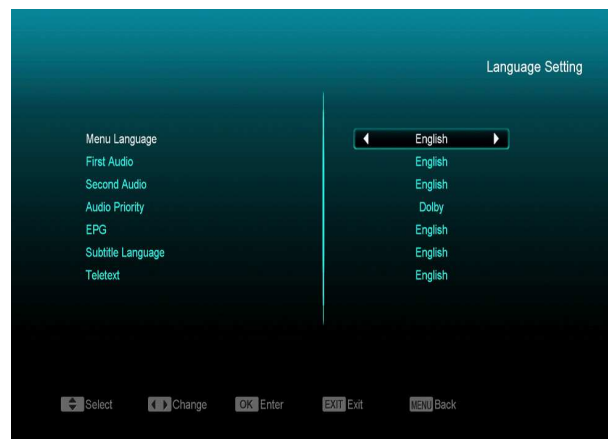 Language Setting
Menu Language English
First Audio English
Second Audio English
Audio Priority Dolby
EPG English
Subtitle Language English
Teletext English
Select Change OK Enter EXIT Exit MENU Back